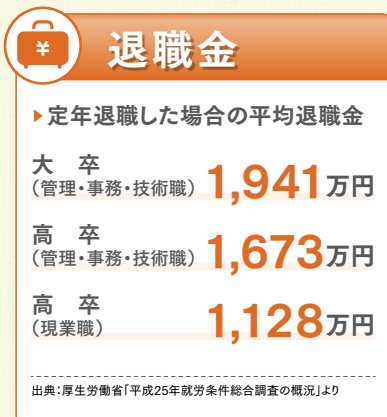 ¥
退職金
▶定年退職した場合の平均退職金
大 卒
(管理・事務・技術職) 1,941万円
高 卒
(管理・事務・技術職) 1,673万円
高 卒
(現業職) 1,128万円
出典:厚生労働省「平成25年就労条件総合調査の概況」より